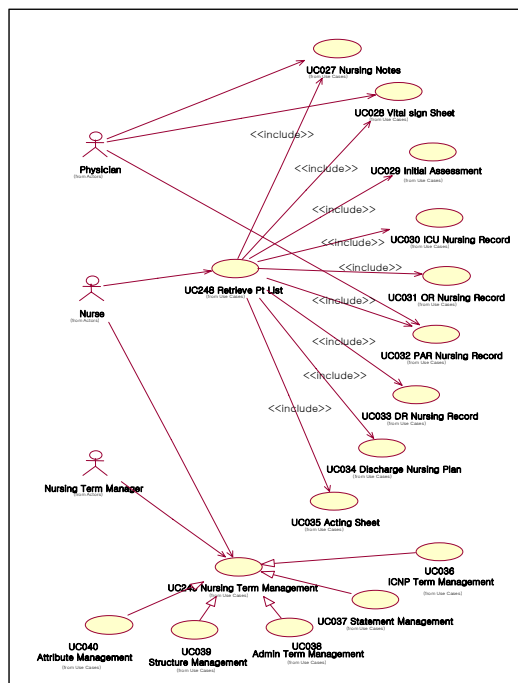 UC027 Nursing Notes
(from Use Cases)
UC028 Vital sign Sheet
(from Use Cases)
<<include>>
<<include>>
Physician
(from Actors)
UC029 Initial Assessment
(from Use Cases)
<<include>>
<<include>>
UC030 ICU Nursing Record
(from Use Cases)
<<include>>
UC248 Retrieve Pt List
(from Use Cases)
UC031 OR Nursing Record
(from Use Cases)
Nurse
(from Actors)
<<include>>
UC032 PAR Nursing Record
(from Use Cases)
<<include>>
<<include>>
UC033 DR Nursing Record
(from Use Cases)
UC034 Discharge Nursing Plan
(from Use Cases)
Nursing Term Manager
(from Actors)
UC035 Acting Sheet
(from Use Cases)
UC036
ICNP Term Management
(from Use Cases)
Nursing Term Management
(from Use Cases)
UC037 Statement Management
(from Use Cases)
UC040
Attribute Management
(from Use Cases)
UC039
Structure Management
(from Use Cases)
UC038
Admin Term Management
(from Use Cases)